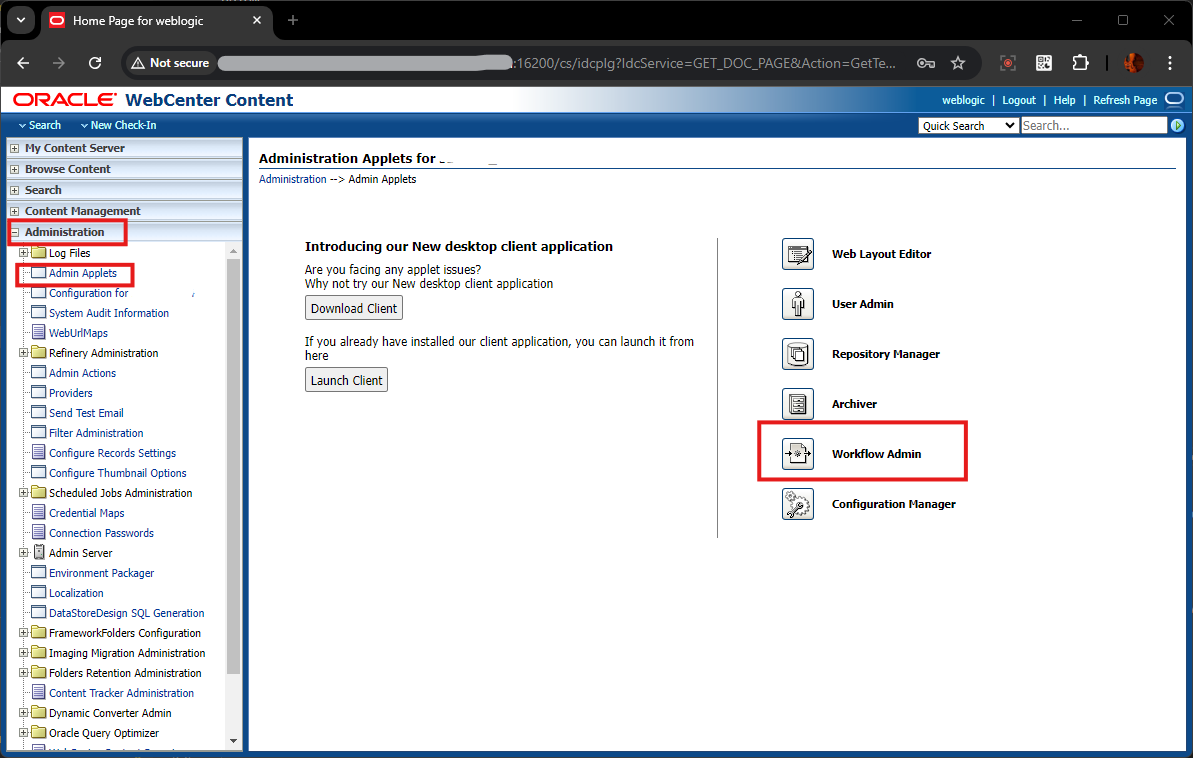 Home Page for weblogic
Not secure
:16200/cs/idcplg?IdcService=GET_DOC_PAGE&Action=GetTe...
ORACLE WebCenter Content
weblogic | Logout | Help | Refresh Page
Search New Check-In
Quick Search Search...
My Content Server
Browse Content
Search
Content Management
Administration
Log Files
Admin Applets
Configuration for
System Audit Information
WebUrlMaps
Refinery Administration
Admin Actions
Providers
Send Test Email
Filter Administration
Configure Records Settings
Configure Thumbnail Options
Scheduled Jobs Administration
Credential Maps
Connection Passwords
Admin Server
Environment Packager
Localization
DataStoreDesign SQL Generation
FrameworkFolders Configuration
Imaging Migration Administration
Folders Retention Administration
Content Tracker Administration
Dynamic Converter Admin
Oracle Query Optimizer
Administration Applets for
Administration --> Admin Applets
Introducing our New desktop client application
Are you facing any applet issues?
Why not try our New desktop client application
Download Client
If you already have installed our client application, you can launch it from
here
Launch Client
Web Layout Editor
User Admin
Repository Manager
Archiver
Workflow Admin
Configuration Manager